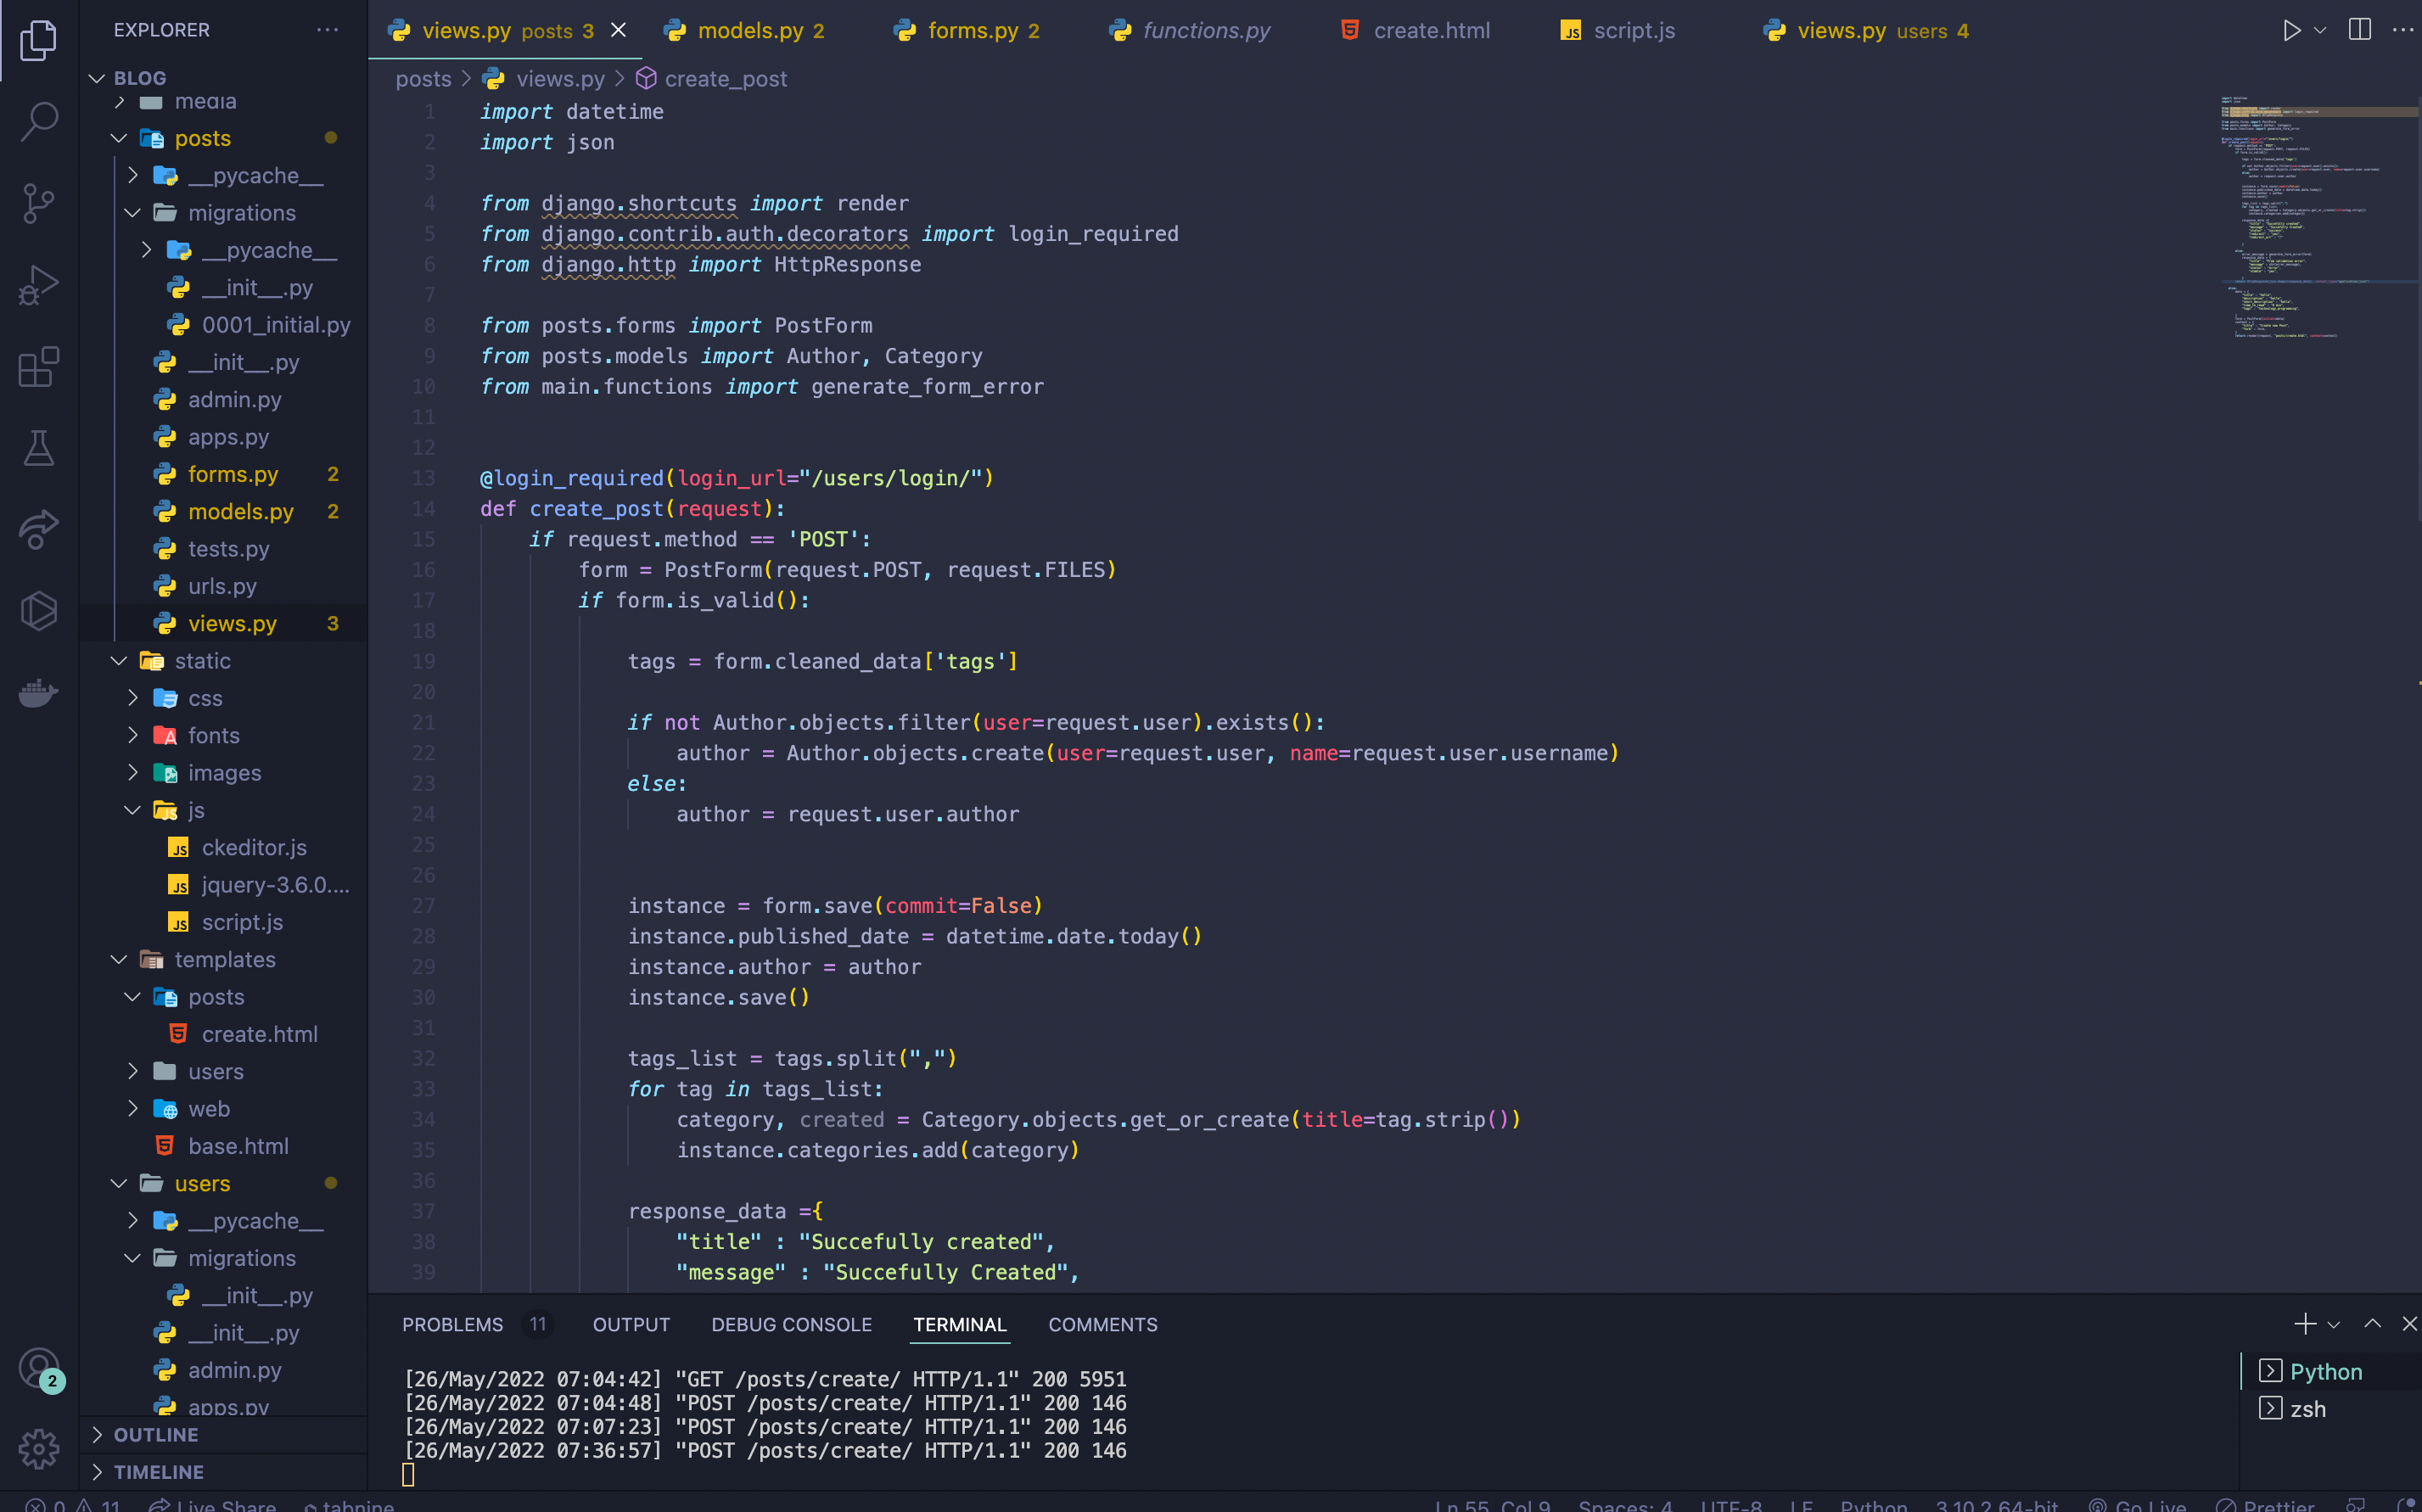 EXPLORER
BLOG
media
posts
__pycache__
migrations
__pycache__
__init__.py
0001_initial.py
__init__.py
admin.py
apps.py
forms.py 2
models.py 2
tests.py
urls.py
views.py 3
static
css
fonts
images
js
ckeditor.js
jquery-3.6.0....
script.js
templates
posts
create.html
users
web
base.html
users
__pycache__
migrations
__init__.py
__init__.py
admin.py
apps.py
OUTLINE
TIMELINE
2
views.py posts 3
models.py 2
forms.py 2
functions.py
create.html
script.js
views.py users 4
posts > views.py > create_post
1 import datetime
2 import json
3
4 from django.shortcuts import render
5 from django.contrib.auth.decorators import login_required
6 from django.http import HttpResponse
7
8 from posts.forms import PostForm
9 from posts.models import Author, Category
10 from main.functions import generate_form_error
11
12
13 @login_required(login_url="/users/login/")
14 def create_post(request):
15 if request.method == 'POST':
16 form = PostForm(request.POST, request.FILES)
17 if form.is_valid():
18
19 tags = form.cleaned_data['tags']
20
21 if not Author.objects.filter(user=request.user).exists():
22 author = Author.objects.create(user=request.user, name=request.user.username)
23 else:
24 author = request.user.author
25
26
27 instance = form.save(commit=False)
28 instance.published_date = datetime.date.today()
29 instance.author = author
30 instance.save()
31
32 tags_list = tags.split(",")
33 for tag in tags_list:
34 category, created = Category.objects.get_or_create(title=tag.strip())
35 instance.categories.add(category)
36
37 response_data ={
38 "title" : "Succefully created",
39 "message" : "Succefully Created",
PROBLEMS 11 OUTPUT DEBUG CONSOLE TERMINAL COMMENTS
[26/May/2022 07:04:42] "GET /posts/create/ HTTP/1.1" 200 5951
[26/May/2022 07:04:48] "POST /posts/create/ HTTP/1.1" 200 146
[26/May/2022 07:07:23] "POST /posts/create/ HTTP/1.1" 200 146
[26/May/2022 07:36:57] "POST /posts/create/ HTTP/1.1" 200 146
Python
zsh
0 11 Live Share tabnine Ln 55, Col 9 Spaces: 4 UTF-8 LF Python 3.10.2 64-bit Go Live Prettier